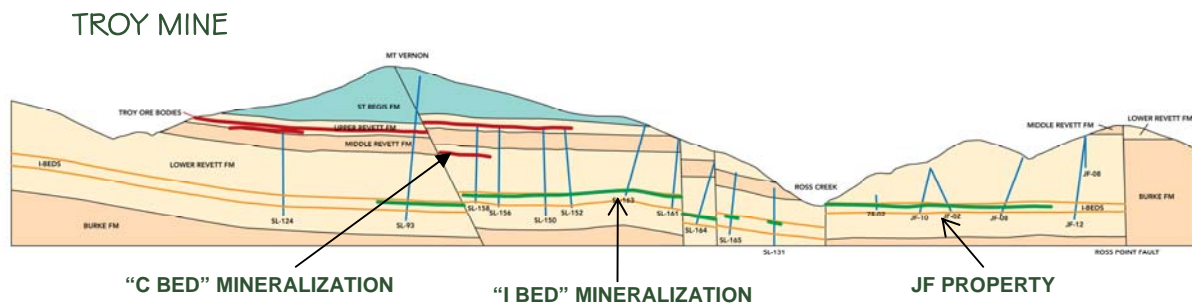 TROY MINE
MT VERNON
ST REGIS FM
TROY ORE BODIES
UPPER REVETT FM
MIDDLE REVETT FM
MIDDLE REVETT FM
LOWER REVETT FM
I-BEDS
LOWER REVETT FM
ROSS CREEK
JF-08
SL-158
SL-156
SL-150
SL-152
SL-163
SL-161
SL-124
SL-93
SL-164
SL-165
SL-131
JF-10
JF-02
JF-08
JF-12
I-BEDS
BURKE FM
BURKE FM
ROSS POINT FAULT
“C BED” MINERALIZATION
“I BED” MINERALIZATION
JF PROPERTY